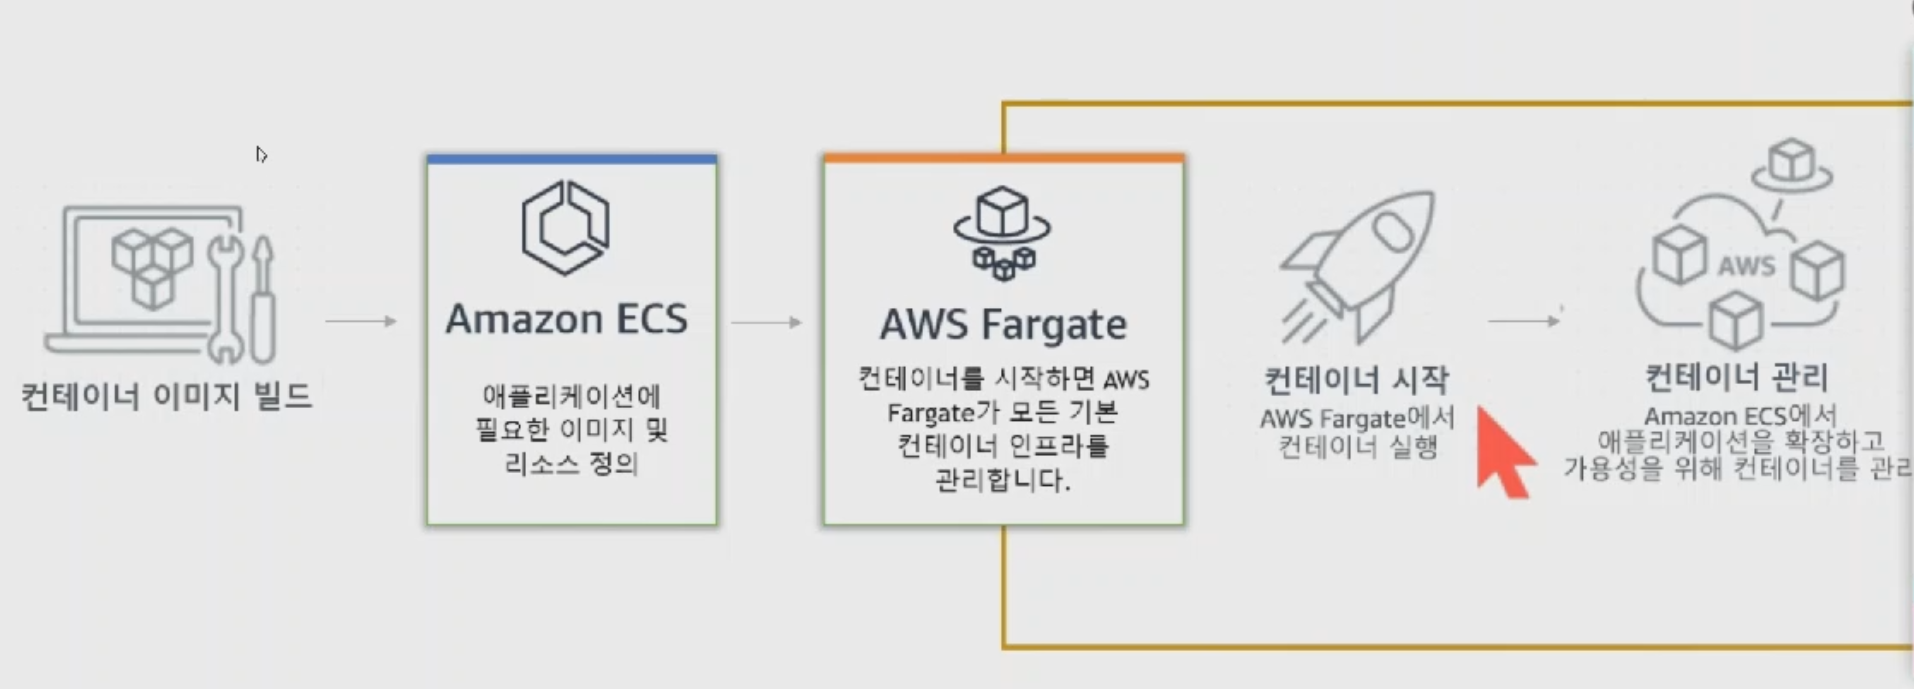 컨테이너 이미지 빌드
Amazon ECS
애플리케이션에
필요한 이미지 및
리소스 정의
AWS Fargate
컨테이너를 시작하면 AWS
Fargate가 모든 기본
컨테이너 인프라를
관리합니다.
컨테이너 시작
AWS Fargate에서
컨테이너 실행
AWS
컨테이너 관리
Amazon ECS에서
애플리케이션을 확장하고
가용성을 위해 컨테이너를 관리